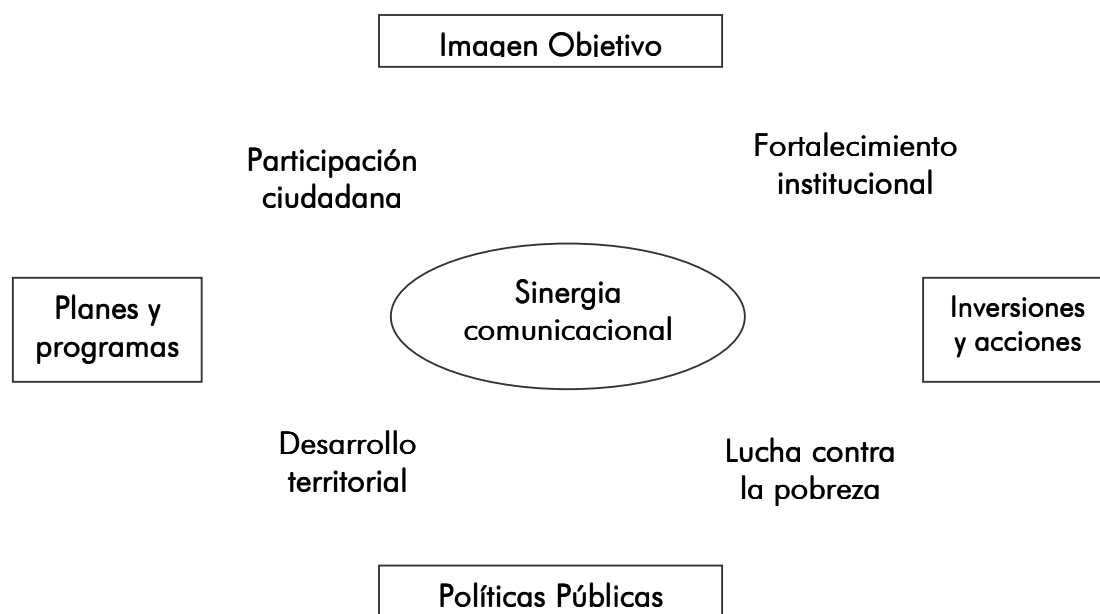 Imagen Objetivo
Participación
ciudadana
Fortalecimiento
institucional
Planes y
programas
Sinergia
comunicacional
Inversiones
y acciones
Desarrollo
territorial
Lucha contra
la pobreza
Políticas Públicas